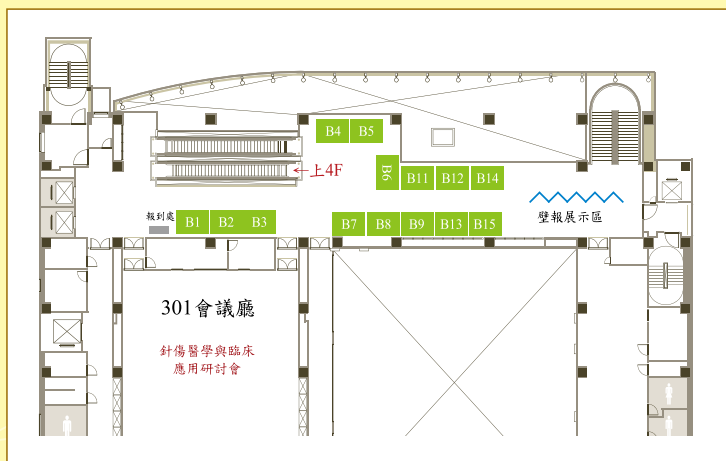 B4 B5
←上4F
B6
B11 B12 B14
報到處
B1 B2 B3
B7 B8 B9 B13 B15
壁報展示區
301會議廳
針傷醫學與臨床
應用研討會